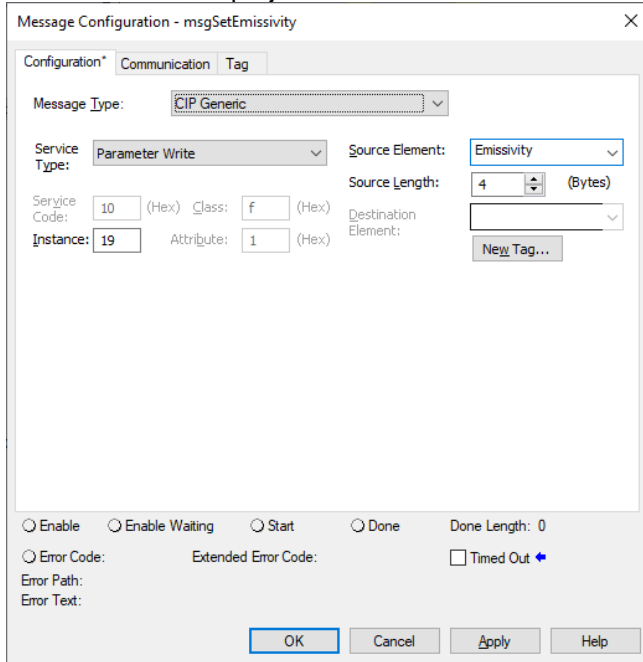 Message Configuration - msgSetEmissivity
Configuration* Communication Tag
Message Type: CIP Generic
Service Type: Parameter Write
Source Element: Emissivity
Source Length: 4 (Bytes)
Service Code: 10 (Hex) Class: f (Hex)
Destination Element:
Instance: 19 Attribute: 1 (Hex)
New Tag...
Enable Enable Waiting Start Done Done Length: 0
Error Code: Extended Error Code: Timed Out
Error Path:
Error Text:
OK Cancel Apply Help